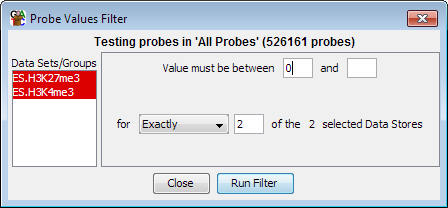 Probe Values Filter
Testing probes in 'All Probes' (526161 probes)
Data Sets/Groups
ES.H3K27me3
ES.H3K4me3
Value must be between 0 and
for Exactly 2 of the 2 selected Data Stores
Close Run Filter